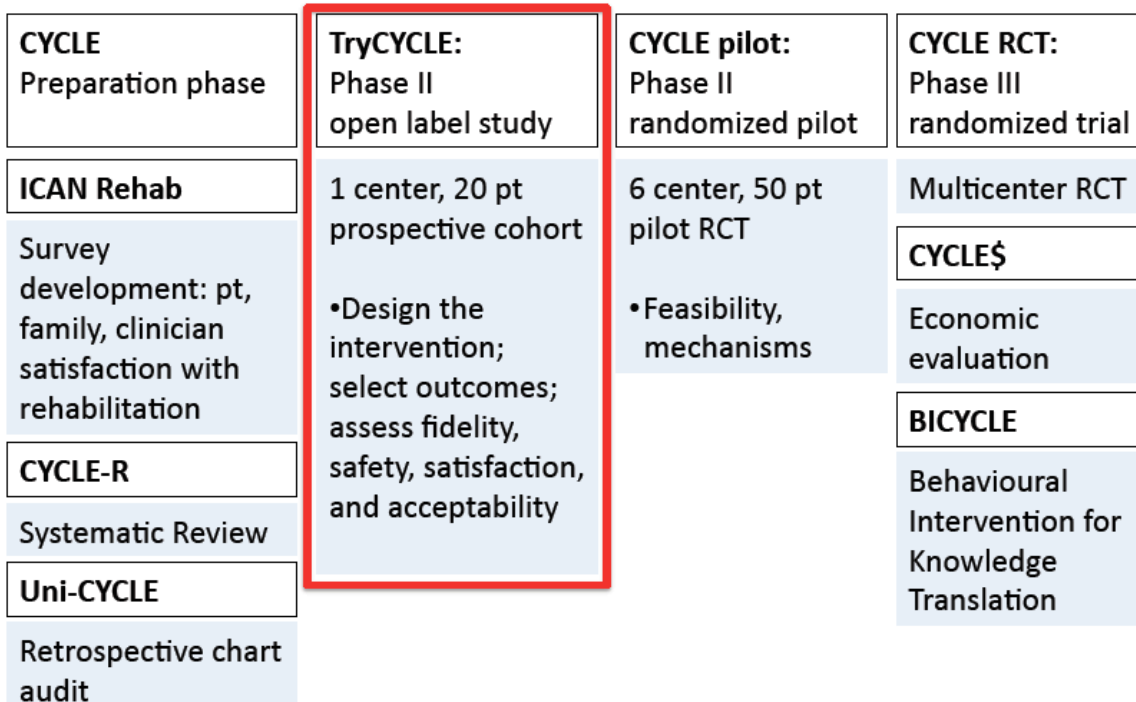 CYCLE
Preparation phase
ICAN Rehab
Survey
development: pt,
family, clinician
satisfaction with
rehabilitation
CYCLE-R
Systematic Review
Uni-CYCLE
Retrospective chart
audit
TryCYCLE:
Phase II
open label study
1 center, 20 pt
prospective cohort
•Design the
intervention;
select outcomes;
assess fidelity,
safety, satisfaction,
and acceptability
CYCLE pilot:
Phase II
randomized pilot
6 center, 50 pt
pilot RCT
•Feasibility,
mechanisms
CYCLE RCT:
Phase III
randomized trial
Multicenter RCT
CYCLE$
Economic
evaluation
BICYCLE
Behavioural
Intervention for
Knowledge
Translation